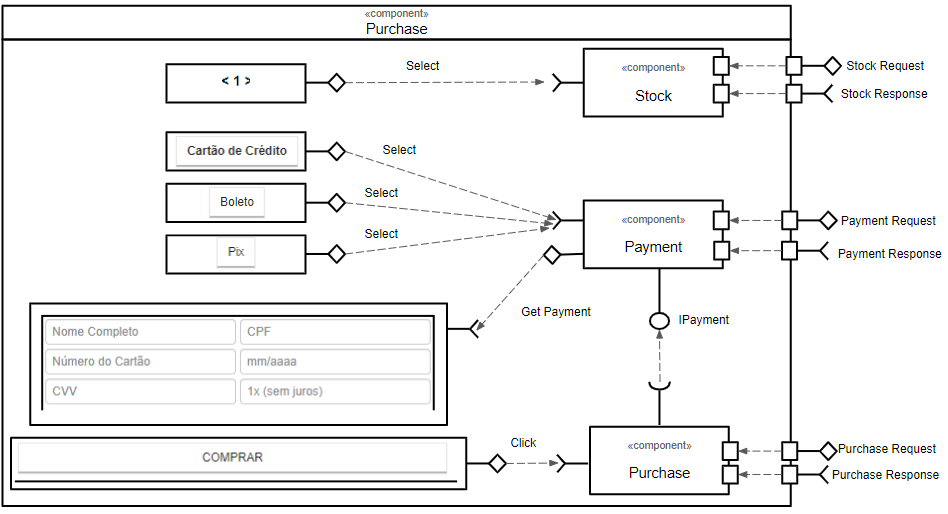 «component»
Purchase
< 1 >
Select
«component»
Stock
Stock Request
Stock Response
Cartão de Crédito
Select
Boleto
Select
Pix
Select
«component»
Payment
Payment Request
Payment Response
Get Payment
IPayment
Nome Completo
CPF
Número do Cartão
mm/aaaa
CVV
1x (sem juros)
COMPRAR
Click
«component»
Purchase
Purchase Request
Purchase Response